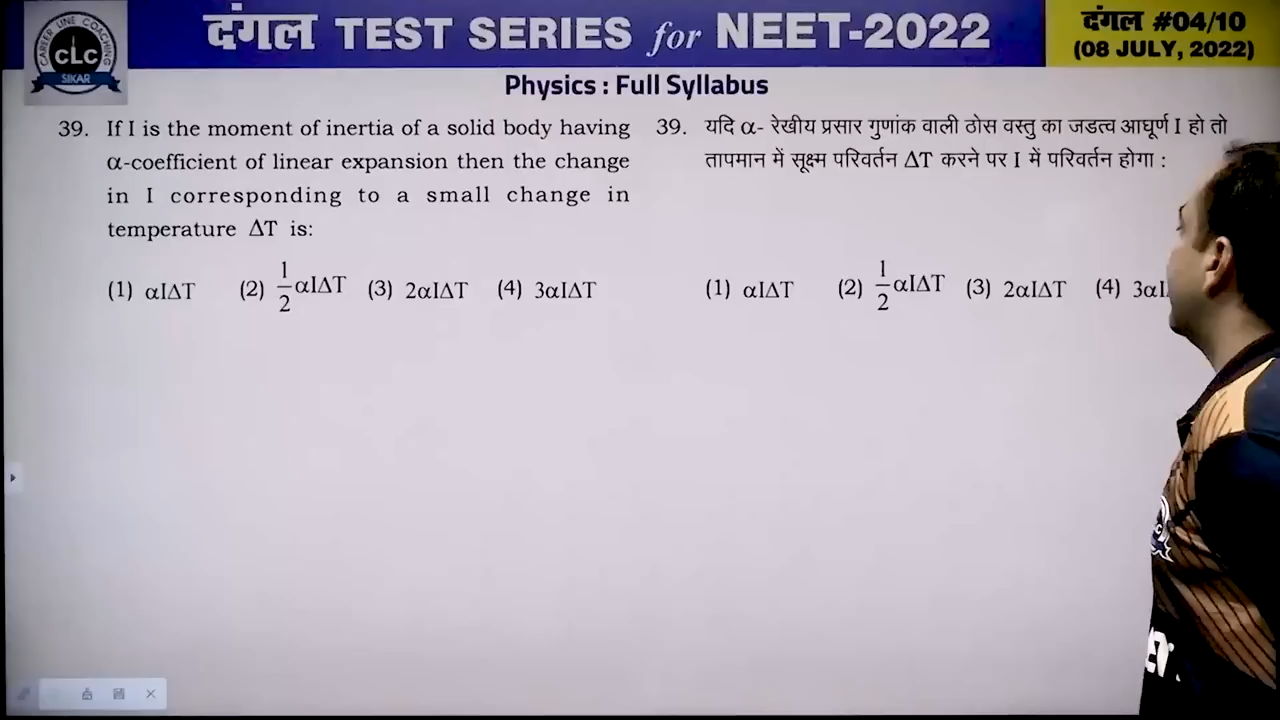 CAREER LINE COACHING
CLC
SIKAR
दंगल TEST SERIES for NEET-2022
दंगल #04/10
(08 JULY, 2022)
Physics : Full Syllabus
39. If I is the moment of inertia of a solid body having
α-coefficient of linear expansion then the change
in I corresponding to a small change in
temperature ΔT is:
(1) αIΔT (2) 1/2 αIΔT (3) 2αIΔT (4) 3αIΔT
39. यदि α- रेखीय प्रसार गुणांक वाली ठोस वस्तु का जडत्व आघूर्ण I हो तो
तापमान में सूक्ष्म परिवर्तन ΔT करने पर I में परिवर्तन होगा :
(1) αIΔT (2) 1/2 αIΔT (3) 2αIΔT (4) 3αI